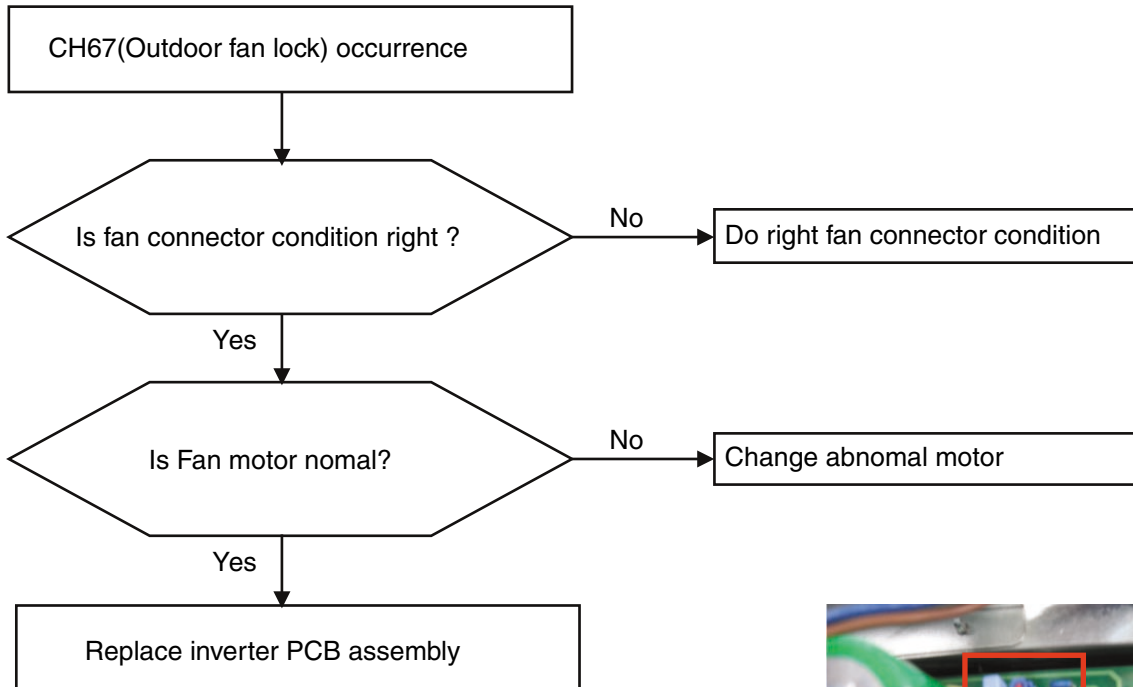 CH67(Outdoor fan lock) occurrence
Is fan connector condition right ?
No
Do right fan connector condition
Yes
Is Fan motor nomal?
No
Change abnomal motor
Yes
Replace inverter PCB assembly